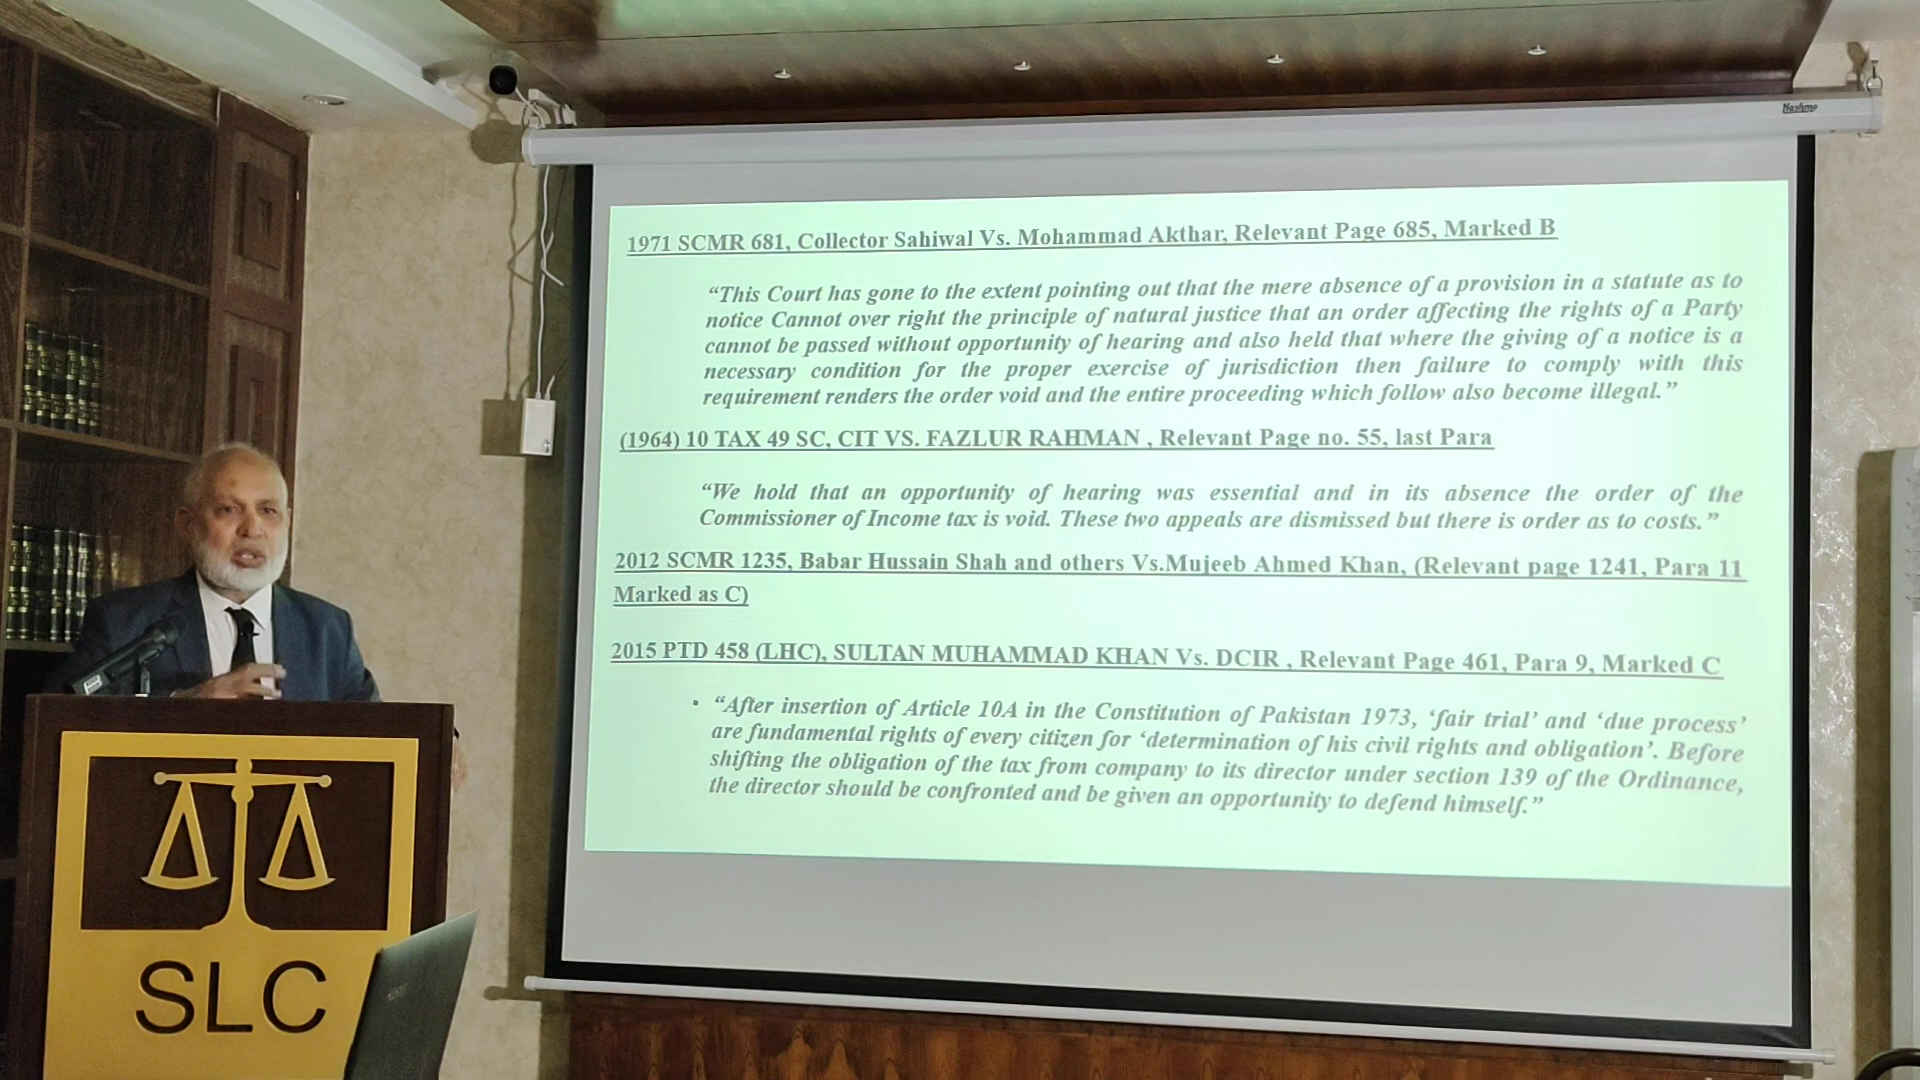 Nashmo
1971 SCMR 681, Collector Sahiwal Vs. Mohammad Akthar, Relevant Page 685, Marked B
“This Court has gone to the extent pointing out that the mere absence of a provision in a statute as to
notice Cannot over right the principle of natural justice that an order affecting the rights of a Party
cannot be passed without opportunity of hearing and also held that where the giving of a notice is a
necessary condition for the proper exercise of jurisdiction then failure to comply with this
requirement renders the order void and the entire proceeding which follow also become illegal.”
(1964) 10 TAX 49 SC, CIT VS. FAZLUR RAHMAN , Relevant Page no. 55, last Para
“We hold that an opportunity of hearing was essential and in its absence the order of the
Commissioner of Income tax is void. These two appeals are dismissed but there is order as to costs.”
2012 SCMR 1235, Babar Hussain Shah and others Vs.Mujeeb Ahmed Khan, (Relevant page 1241, Para 11
Marked as C)
2015 PTD 458 (LHC), SULTAN MUHAMMAD KHAN Vs. DCIR , Relevant Page 461, Para 9, Marked C
• “After insertion of Article 10A in the Constitution of Pakistan 1973, ‘fair trial’ and ‘due process’
are fundamental rights of every citizen for ‘determination of his civil rights and obligation’. Before
shifting the obligation of the tax from company to its director under section 139 of the Ordinance,
the director should be confronted and be given an opportunity to defend himself.”
SLC